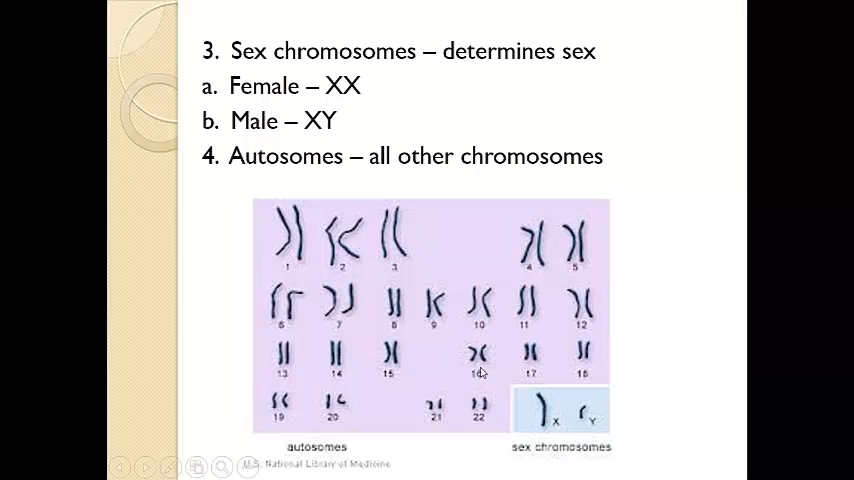 3. Sex chromosomes – determines sex
a. Female – XX
b. Male – XY
4. Autosomes – all other chromosomes
1 2 3 4 5
6 7 8 9 10 11 12
13 14 15 16 17 18
19 20 21 22 X Y
autosomes sex chromosomes
U.S. National Library of Medicine